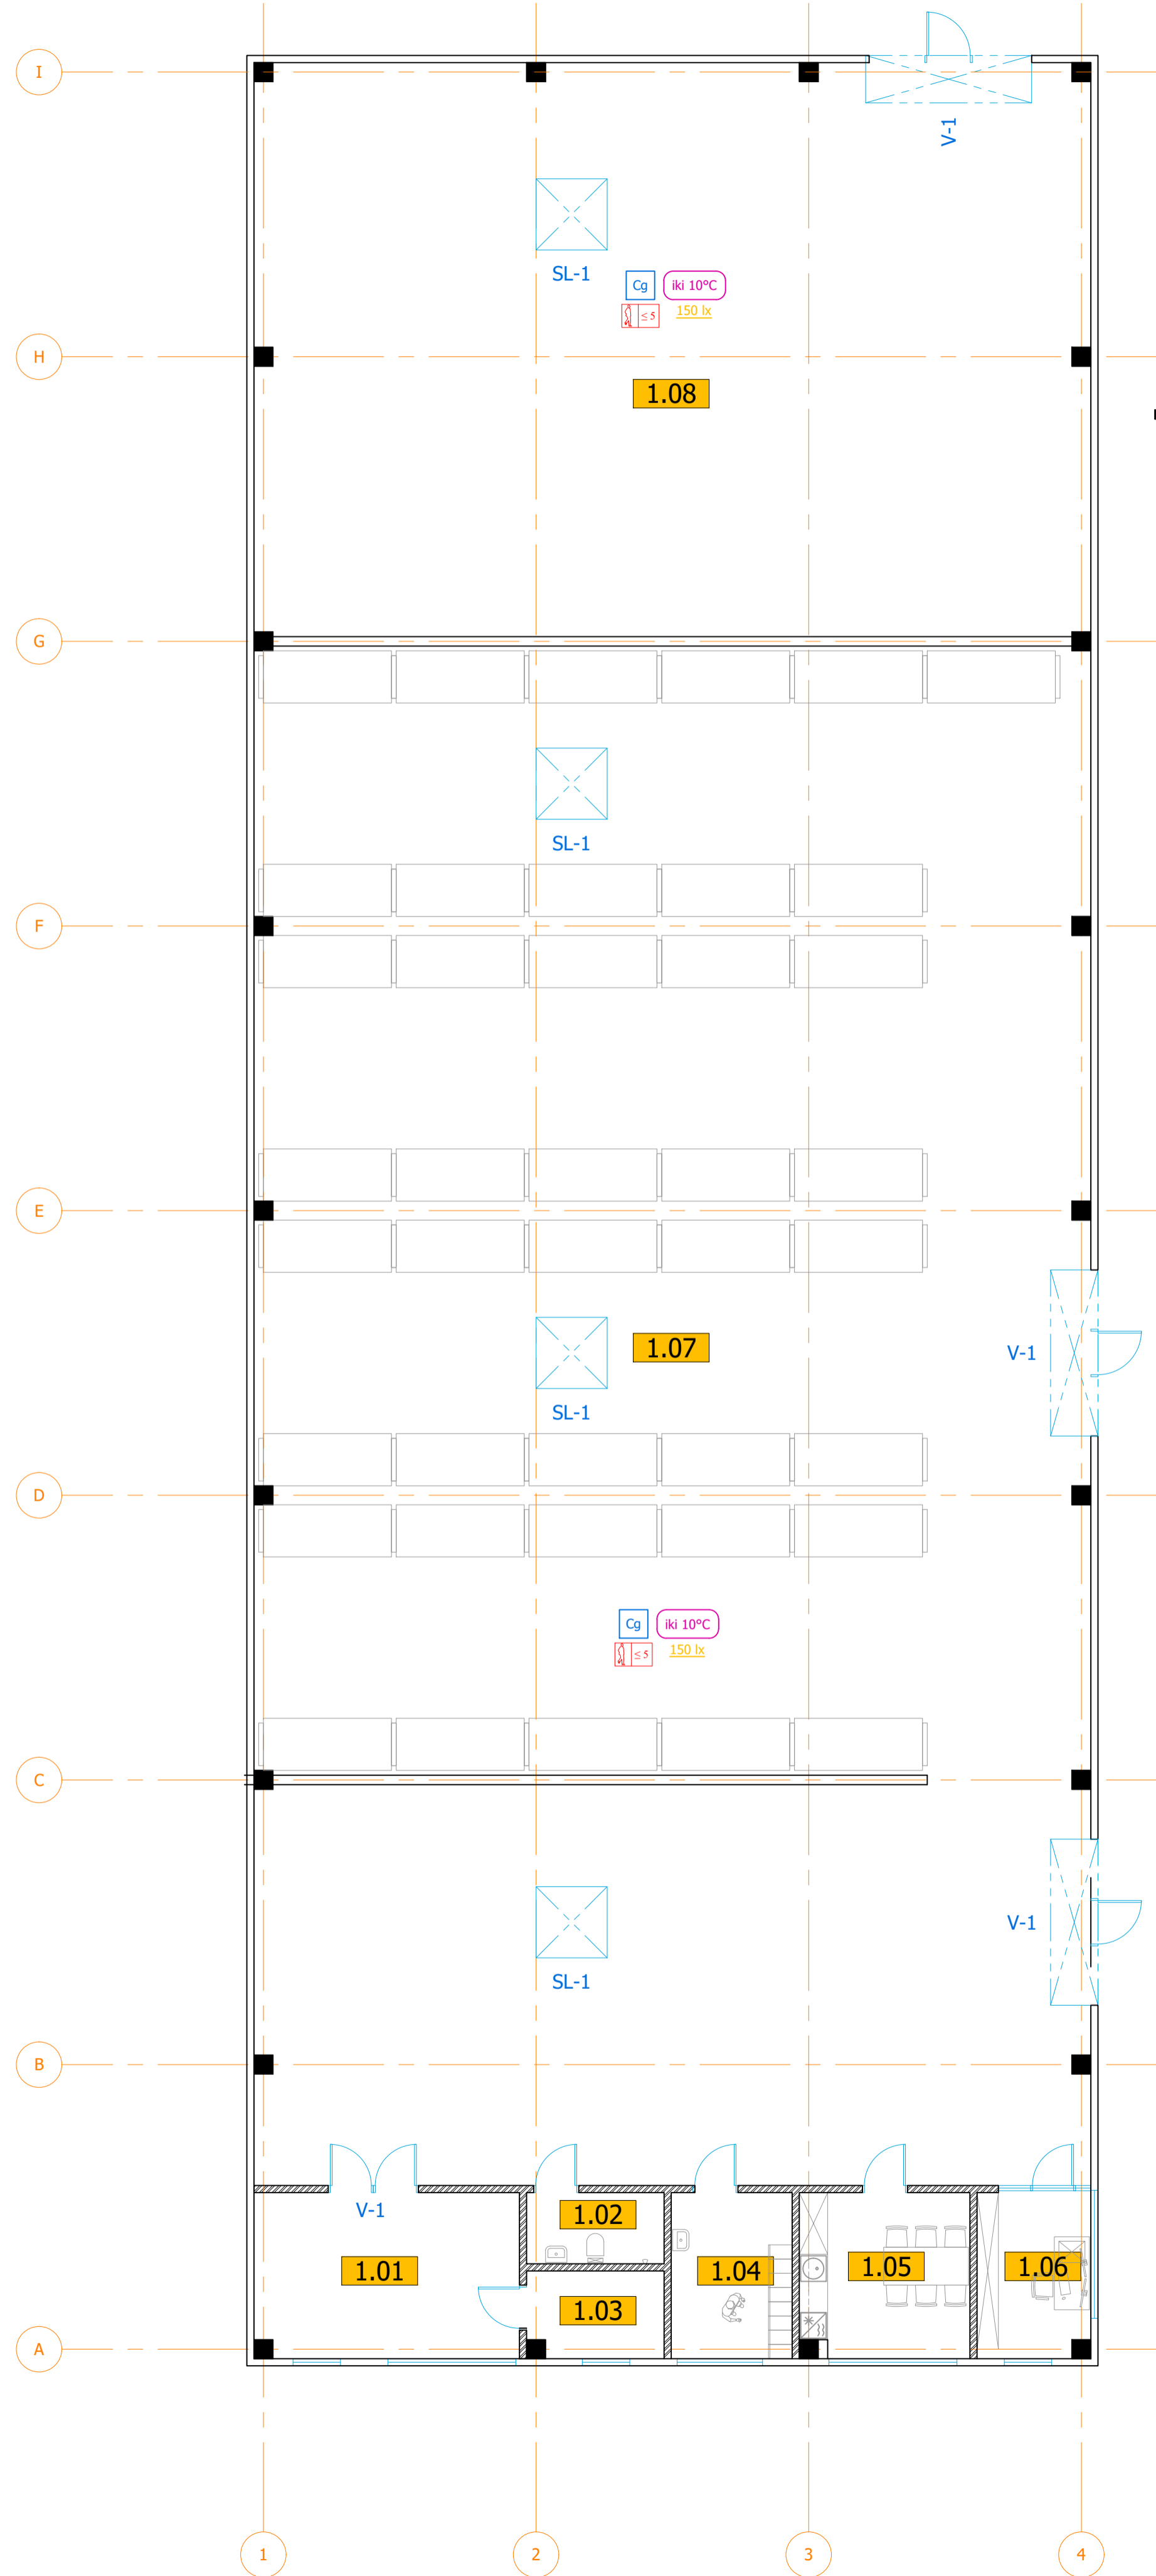 I
V-1
SL-1
Cg iki 10°C
≤ 5 150 lx
H
1.08
G
SL-1
F
E
1.07
V-1
SL-1
D
Cg iki 10°C
≤ 5 150 lx
C
V-1
SL-1
B
V-1
1.02
1.01
1.04
1.05
1.06
1.03
A
1 2 3 4